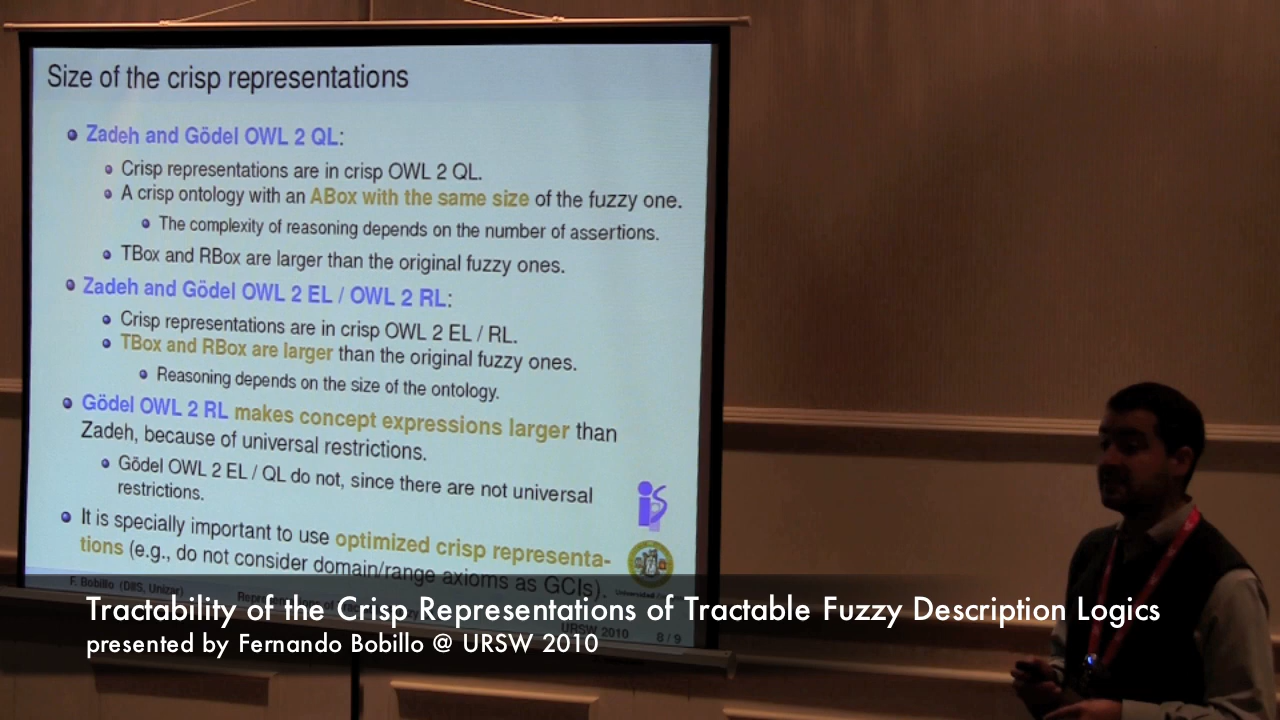 Size of the crisp representations
Zadeh and Gödel OWL 2 QL:
Crisp representations are in crisp OWL 2 QL.
A crisp ontology with an ABox with the same size of the fuzzy one.
The complexity of reasoning depends on the number of assertions.
TBox and RBox are larger than the original fuzzy ones.
Zadeh and Gödel OWL 2 EL / OWL 2 RL:
Crisp representations are in crisp OWL 2 EL / RL.
TBox and RBox are larger than the original fuzzy ones.
Reasoning depends on the size of the ontology.
Gödel OWL 2 RL makes concept expressions larger than
Zadeh, because of universal restrictions.
Gödel OWL 2 EL / QL do not, since there are not universal
restrictions.
It is specially important to use optimized crisp representa-
tions (e.g., do not consider domain/range axioms as GCIs).
F. Bobillo (DIIS, Unizar)
URSW 2010 8 / 9
Tractability of the Crisp Representations of Tractable Fuzzy Description Logics
presented by Fernando Bobillo @ URSW 2010